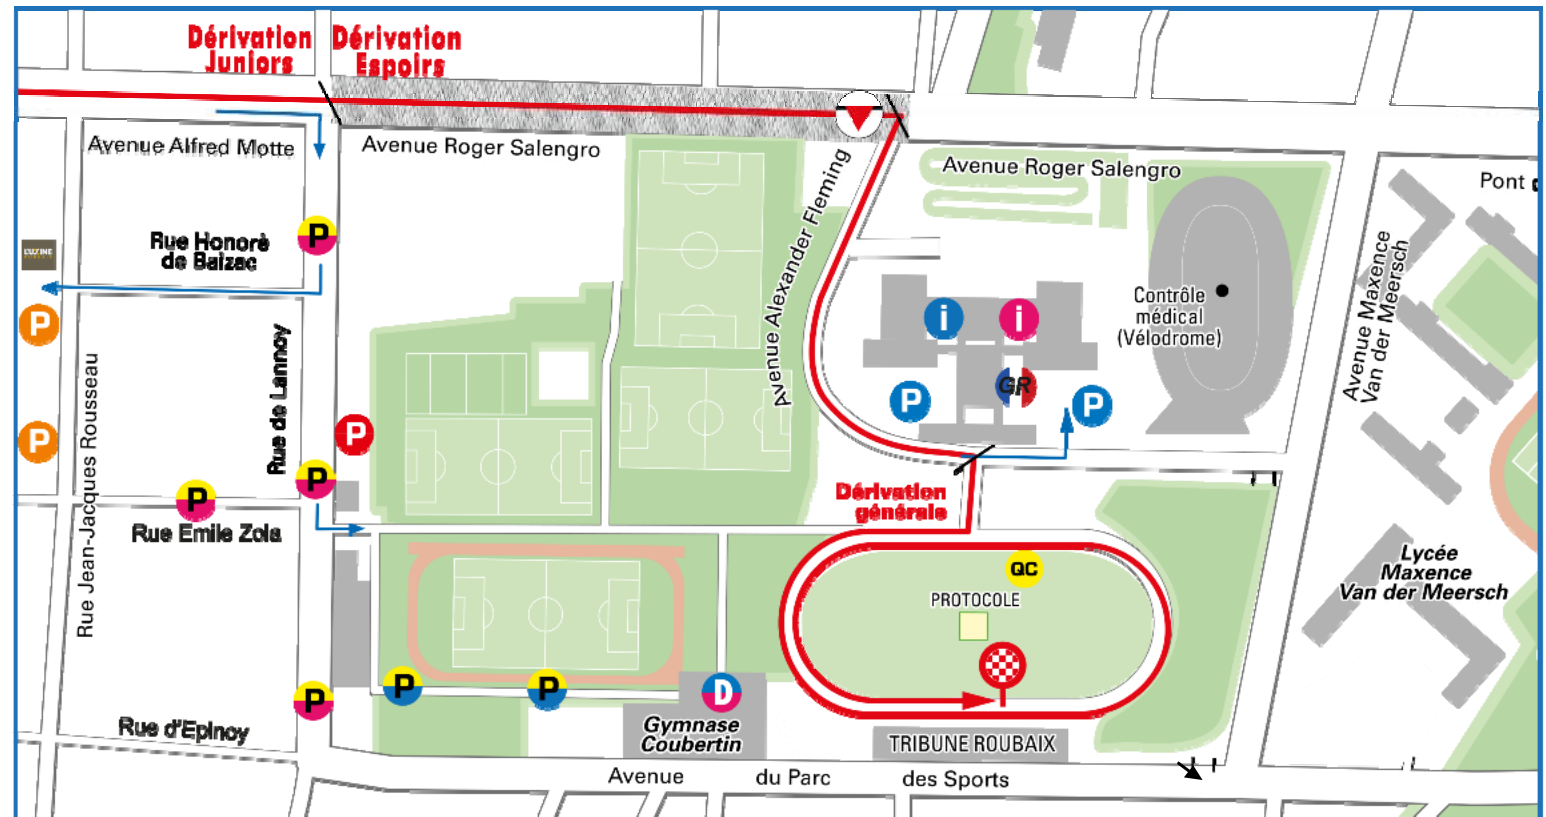 Dérivation
Juniors
Dérivation
Espoirs
Avenue Alfred Motte
Avenue Roger Salengro
Avenue Roger Salengro
Pont
Avenue Alexander Fleming
Rue Honoré
de Balzac
P
L'UZINE
P
P
Rue Jean-Jacques Rousseau
Rue de Lannoy
P
P
P
Rue Emile Zola
i
i
GR
P
P
Contrôle
médical
(Vélodrome)
Avenue Maxence
Van der Meersch
Dérivation
générale
QC
PROTOCOLE
Lycée
Maxence
Van der Meersch
P
P
P
D
Gymnase
Coubertin
TRIBUNE ROUBAIX
Rue d'Epinoy
Avenue du Parc des Sports